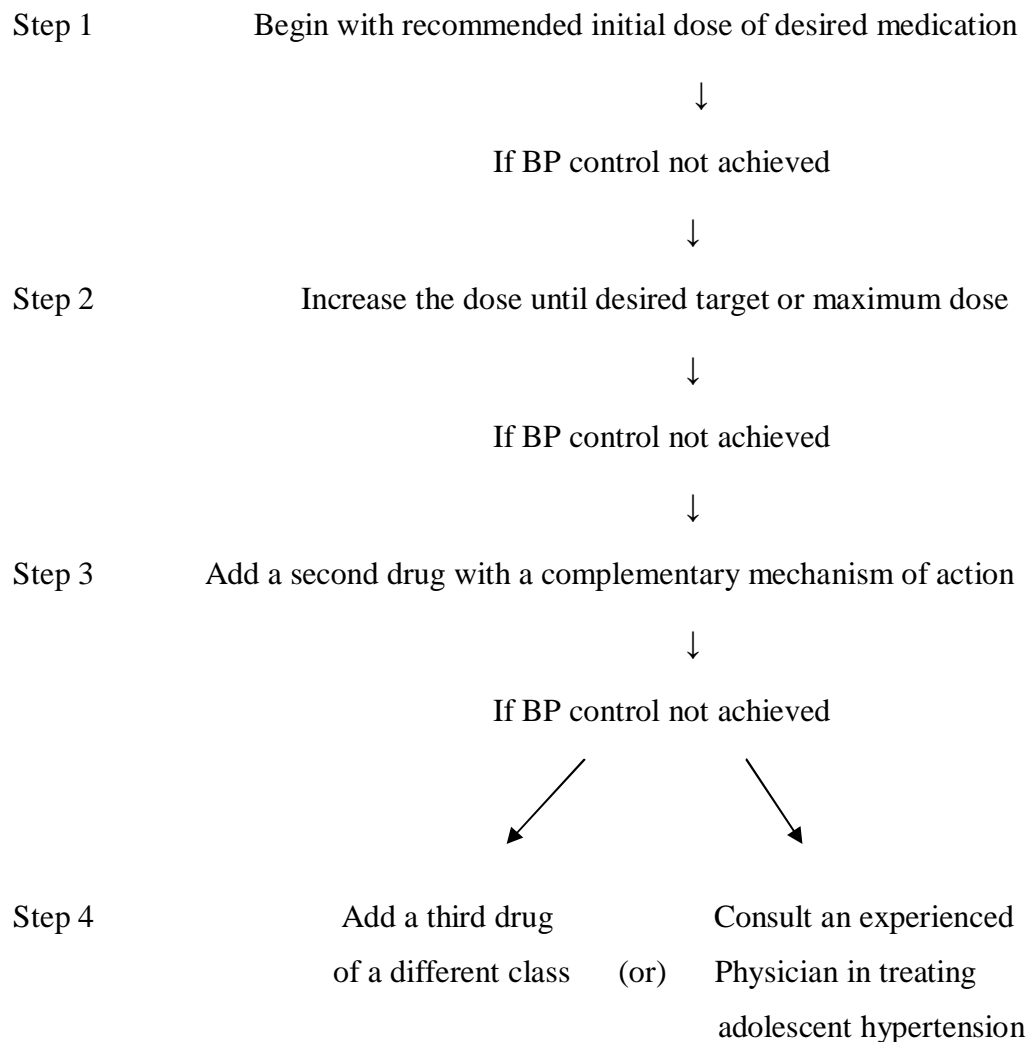 Step 1 Begin with recommended initial dose of desired medication
↓
If BP control not achieved
↓
Step 2 Increase the dose until desired target or maximum dose
↓
If BP control not achieved
↓
Step 3 Add a second drug with a complementary mechanism of action
↓
If BP control not achieved
Step 4 Add a third drug Consult an experienced
of a different class (or) Physician in treating
adolescent hypertension